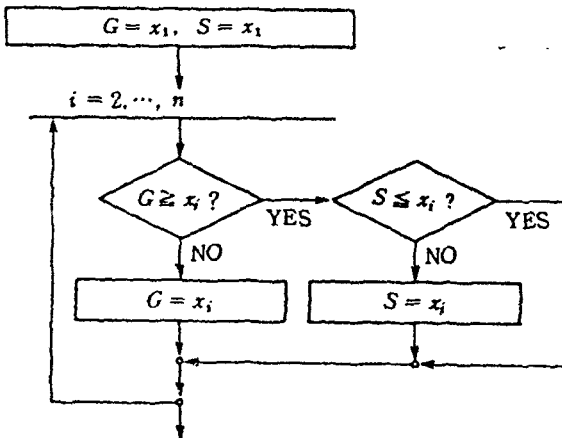 G = x₁, S = x₁
i = 2, ⋯, n
G ≧ xᵢ ?
YES
S ≦ xᵢ ?
YES
NO
NO
G = xᵢ
S = xᵢ